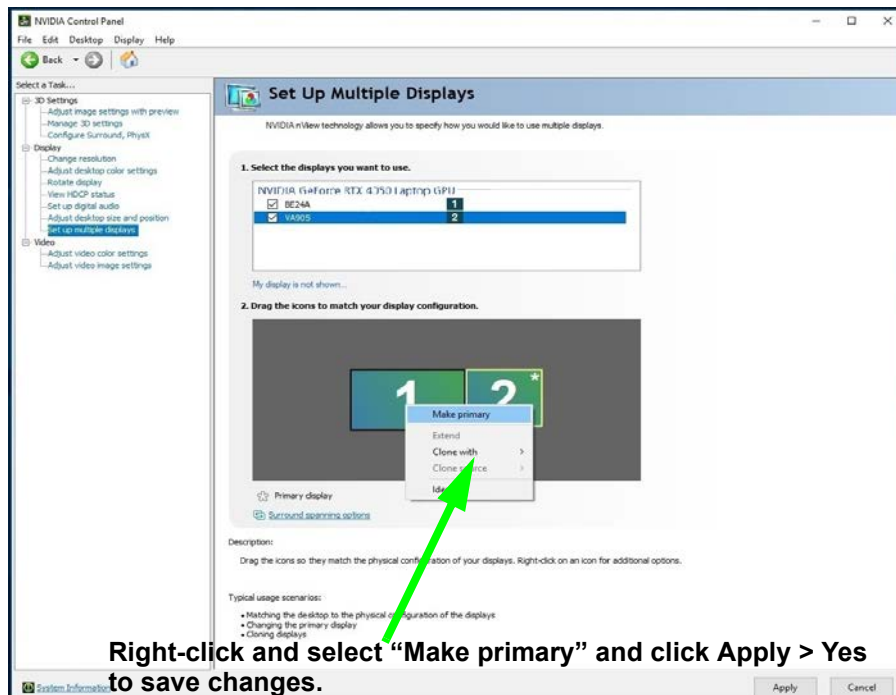 NVIDIA Control Panel
File Edit Desktop Display Help
Back
Select a Task...
3D Settings
Adjust image settings with preview
Manage 3D settings
Configure Surround, PhysX
Display
Change resolution
Adjust desktop color settings
Rotate display
View HDCP status
Set up digital audio
Adjust desktop size and position
Set up multiple displays
Video
Adjust video color settings
Adjust video image settings
Set Up Multiple Displays
NVIDIA nView technology allows you to specify how you would like to use multiple displays.
1. Select the displays you want to use.
NVIDIA GeForce RTX 4050 Laptop GPU
BE24A 1
VA905 2
My display is not shown...
2. Drag the icons to match your display configuration.
1 2 *
Make primary
Extend
Clone with >
Clone source >
Primary display
Surround spanning options
Description:
Drag the icons so they match the physical configuration of your displays. Right-click on an icon for additional options.
Typical usage scenarios:
• Matching the desktop to the physical configuration of the displays
• Changing the primary display
• Cloning displays
Right-click and select “Make primary” and click Apply > Yes
to save changes.
System Information
Apply Cancel